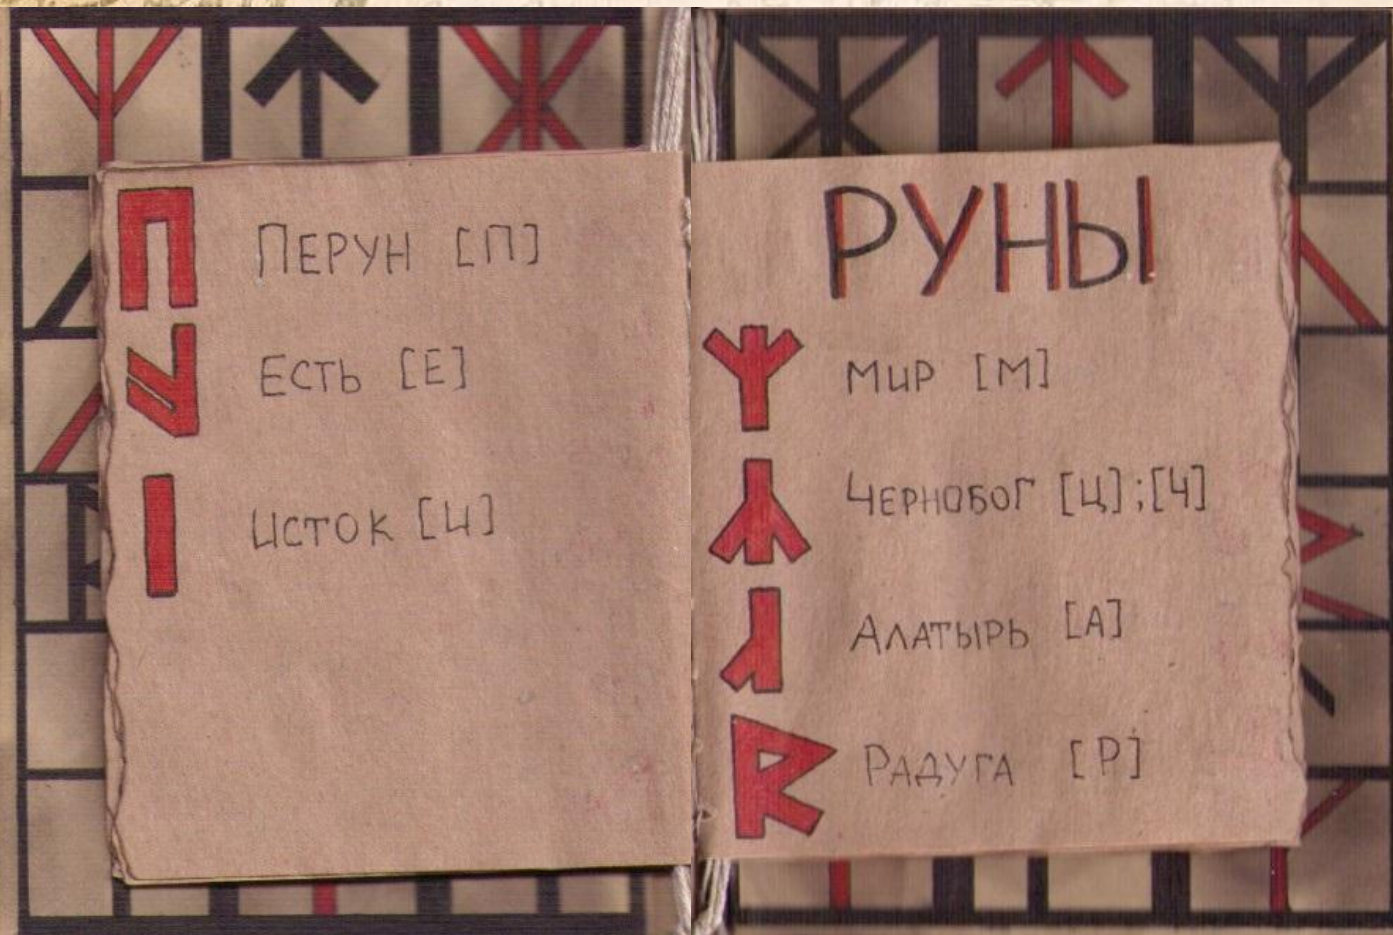 Перун [П]
Есть [Е]
Исток [И]
РУНЫ
Мир [М]
Чернобог [Ц];[Ч]
Алатырь [А]
Радуга [Р]